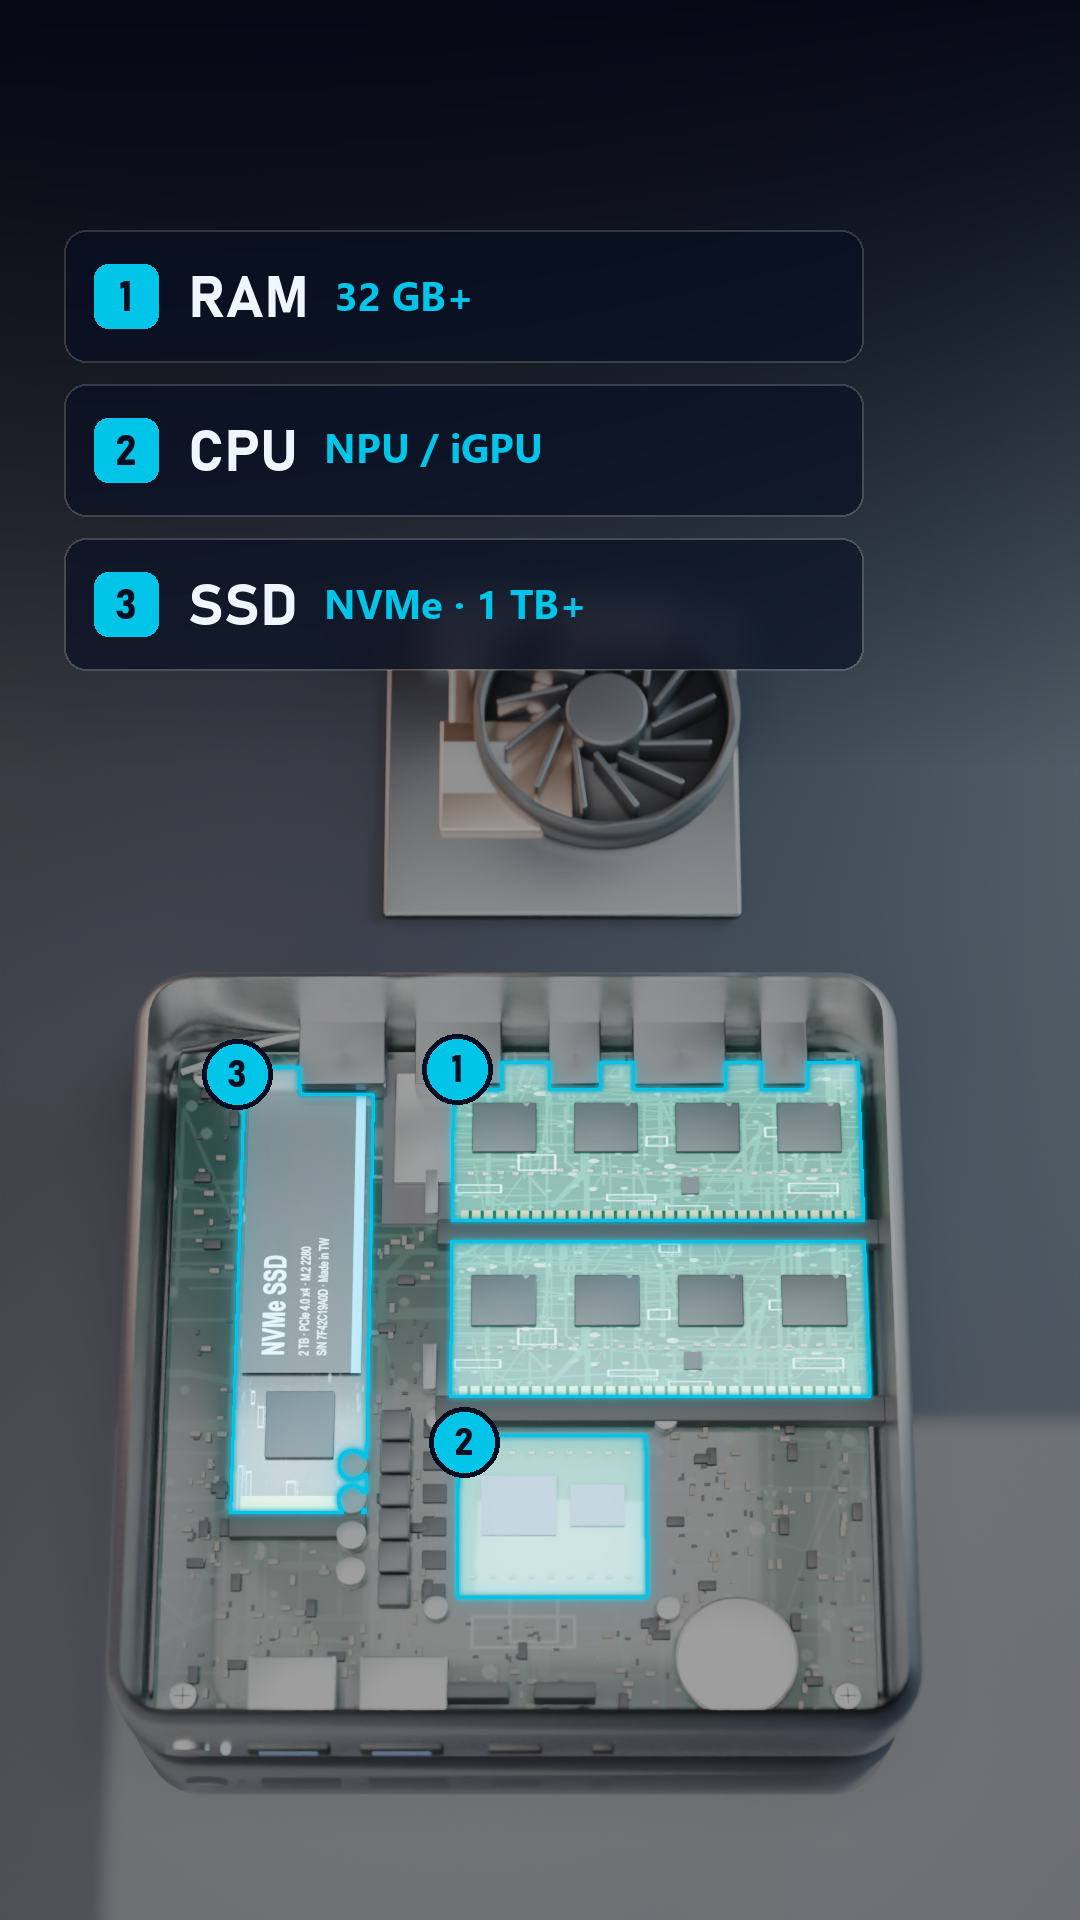 1 RAM 32 GB+
2 CPU NPU / iGPU
3 SSD NVMe · 1 TB+
3
1
NVMe SSD
2 TB · PCIe 4.0 x4 · M.2 2280
S/N 7F42C19A0D · Made in TW
2